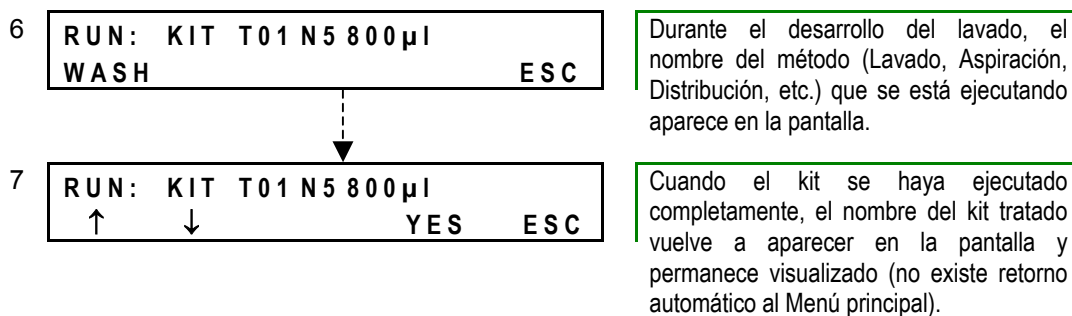 6
RUN: KIT T01 N5 800µl
WASH ESC
Durante el desarrollo del lavado, el
nombre del método (Lavado, Aspiración,
Distribución, etc.) que se está ejecutando
aparece en la pantalla.
7
RUN: KIT T01 N5 800µl
↑ ↓ YES ESC
Cuando el kit se haya ejecutado
completamente, el nombre del kit tratado
vuelve a aparecer en la pantalla y
permanece visualizado (no existe retorno
automático al Menú principal).